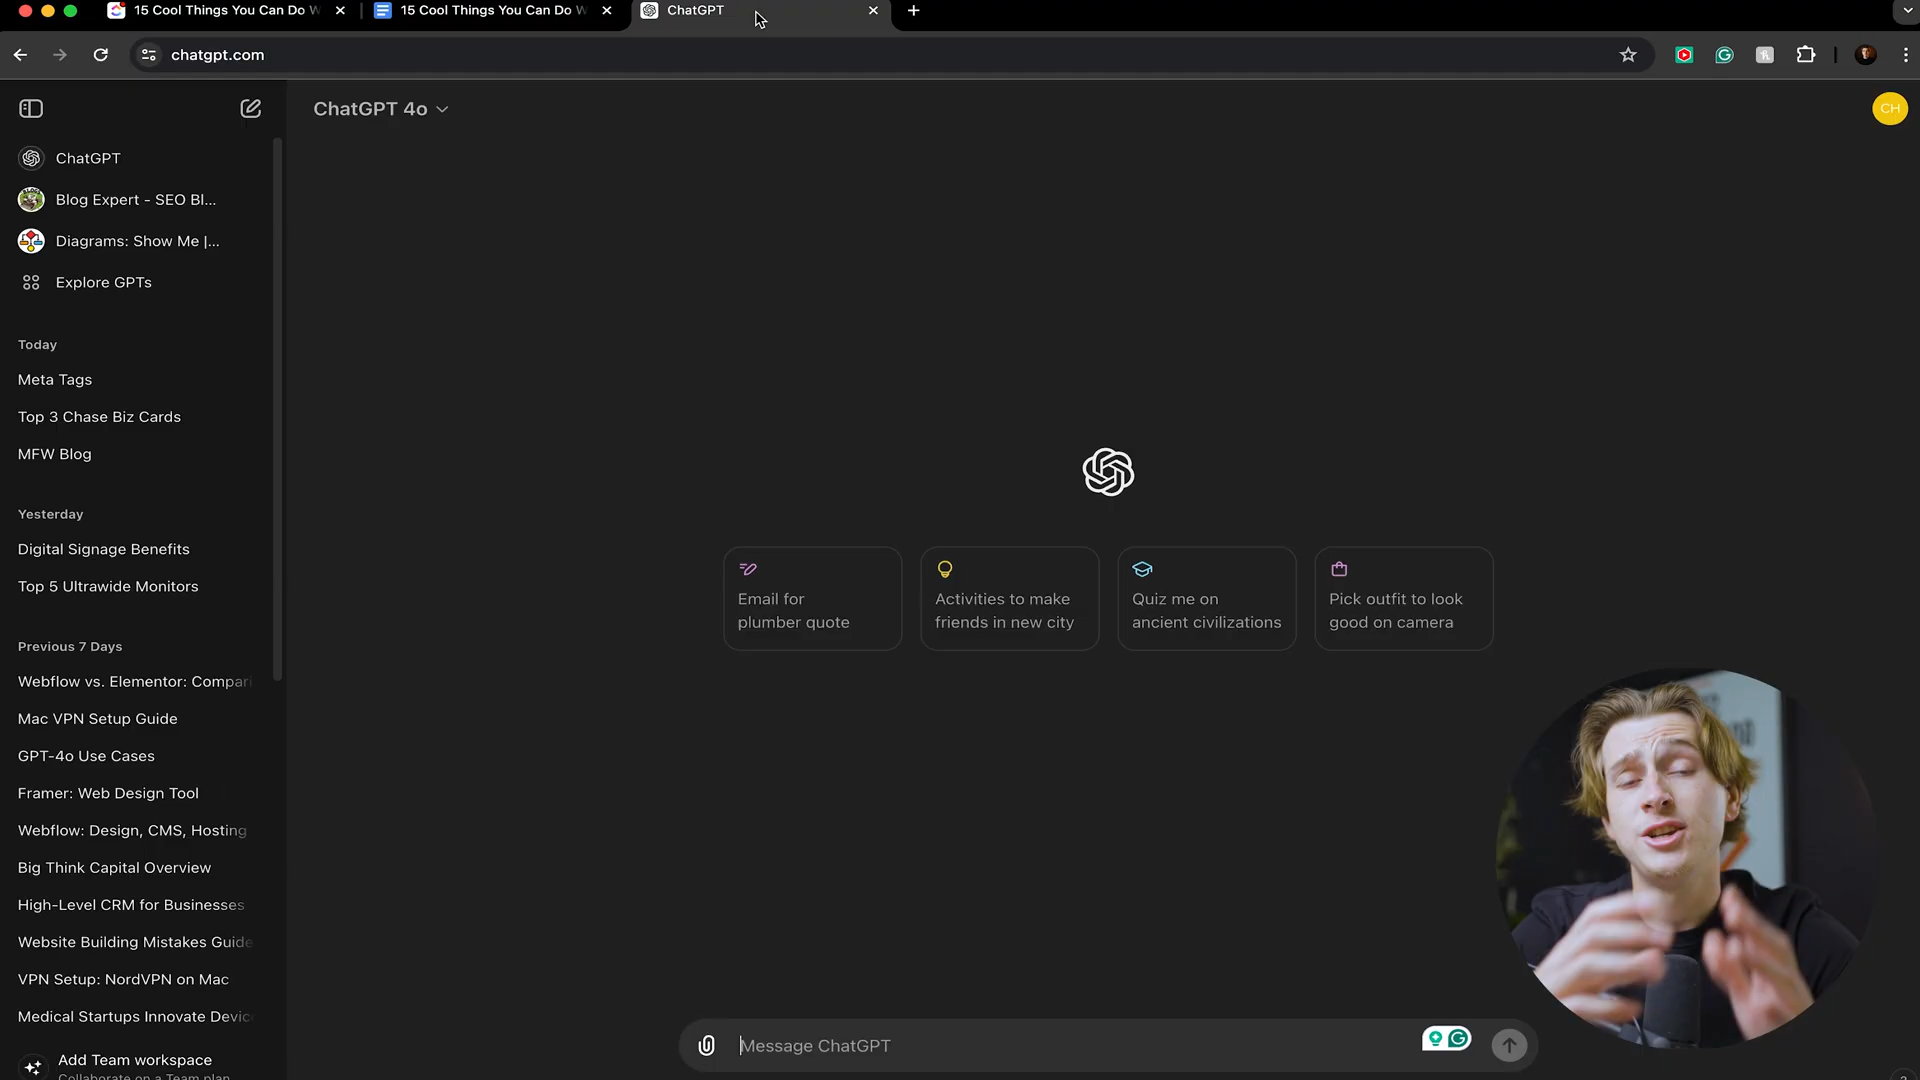 15 Cool Things You Can Do W
15 Cool Things You Can Do W
ChatGPT
chatgpt.com
ChatGPT 4o
CH
ChatGPT
Blog Expert - SEO Bl...
Diagrams: Show Me |...
Explore GPTs
Today
Meta Tags
Top 3 Chase Biz Cards
MFW Blog
Yesterday
Digital Signage Benefits
Top 5 Ultrawide Monitors
Previous 7 Days
Webflow vs. Elementor: Compari
Mac VPN Setup Guide
GPT-4o Use Cases
Framer: Web Design Tool
Webflow: Design, CMS, Hosting
Big Think Capital Overview
High-Level CRM for Businesses
Website Building Mistakes Guide
VPN Setup: NordVPN on Mac
Medical Startups Innovate Devic
Add Team workspace
Collaborate on a Team plan
Email for
plumber quote
Activities to make
friends in new city
Quiz me on
ancient civilizations
Pick outfit to look
good on camera
Message ChatGPT